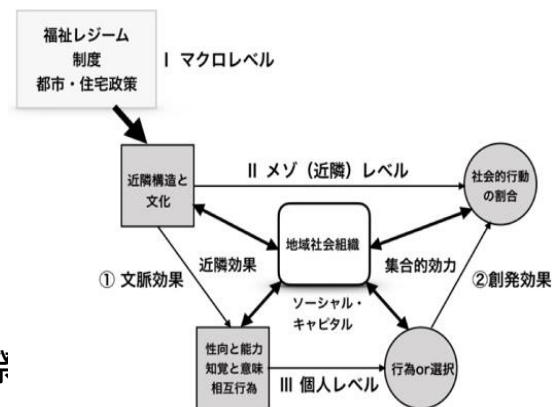 福祉レジーム
制度
都市・住宅政策
Ⅰ マクロレベル
近隣構造と
文化
Ⅱ メゾ（近隣）レベル
社会的行動
の割合
地域社会組織
① 文脈効果
近隣効果
集合的効力
②創発効果
ソーシャル・
キャピタル
性向と能力
知覚と意味
相互行為
Ⅲ 個人レベル
行為or選択